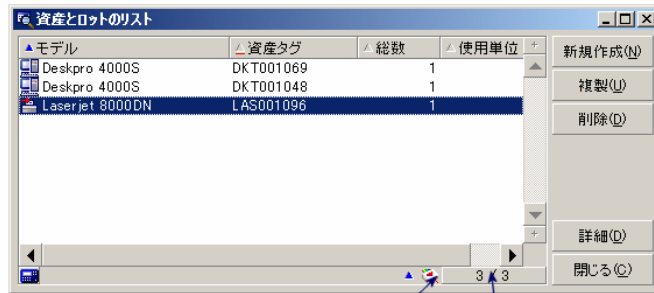 資産とロットのリスト
モデル 資産タグ 総数 使用単位
Deskpro 4000S DKT001069 1
Deskpro 4000S DKT001048 1
Laserjet 8000DN LAS001096 1
新規作成(N)
複製(U)
削除(D)
詳細(D)
閉じる(C)
3 / 3